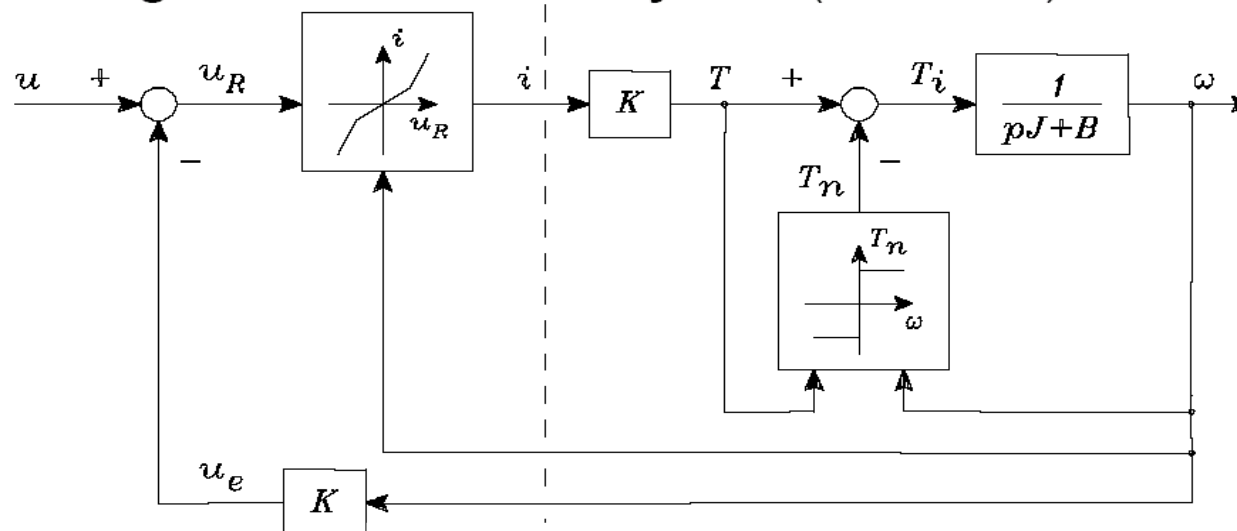 u
+
u_R
−
i
u_R
i
K
T
+
−
T_i
1
pJ+B
ω
T_n
T_n
ω
u_e
K